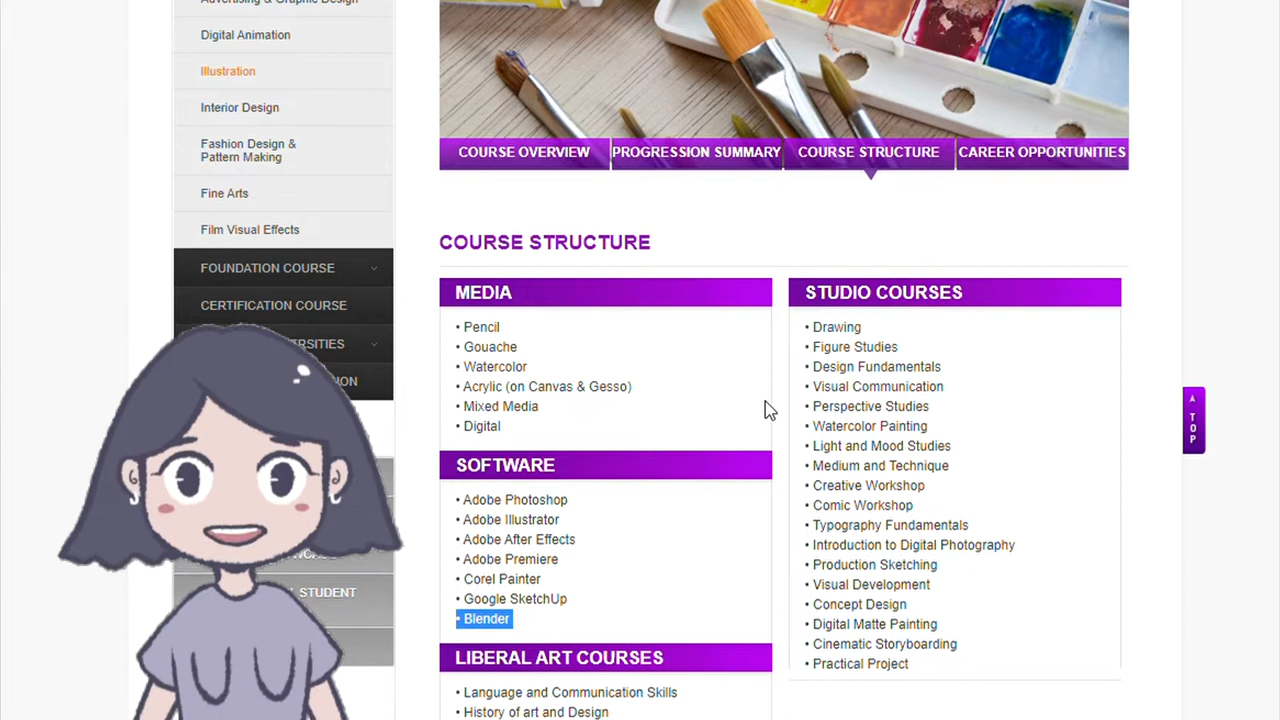 Advertising & Graphic Design
Digital Animation
Illustration
Interior Design
Fashion Design &
Pattern Making
Fine Arts
Film Visual Effects
FOUNDATION COURSE
CERTIFICATION COURSE
STUDENT
COURSE OVERVIEW
PROGRESSION SUMMARY
COURSE STRUCTURE
CAREER OPPORTUNITIES
COURSE STRUCTURE
MEDIA
• Pencil
• Gouache
• Watercolor
• Acrylic (on Canvas & Gesso)
• Mixed Media
• Digital
SOFTWARE
• Adobe Photoshop
• Adobe Illustrator
• Adobe After Effects
• Adobe Premiere
• Corel Painter
• Google SketchUp
• Blender
LIBERAL ART COURSES
• Language and Communication Skills
• History of art and Design
STUDIO COURSES
• Drawing
• Figure Studies
• Design Fundamentals
• Visual Communication
• Perspective Studies
• Watercolor Painting
• Light and Mood Studies
• Medium and Technique
• Creative Workshop
• Comic Workshop
• Typography Fundamentals
• Introduction to Digital Photography
• Production Sketching
• Visual Development
• Concept Design
• Digital Matte Painting
• Cinematic Storyboarding
• Practical Project
TOP